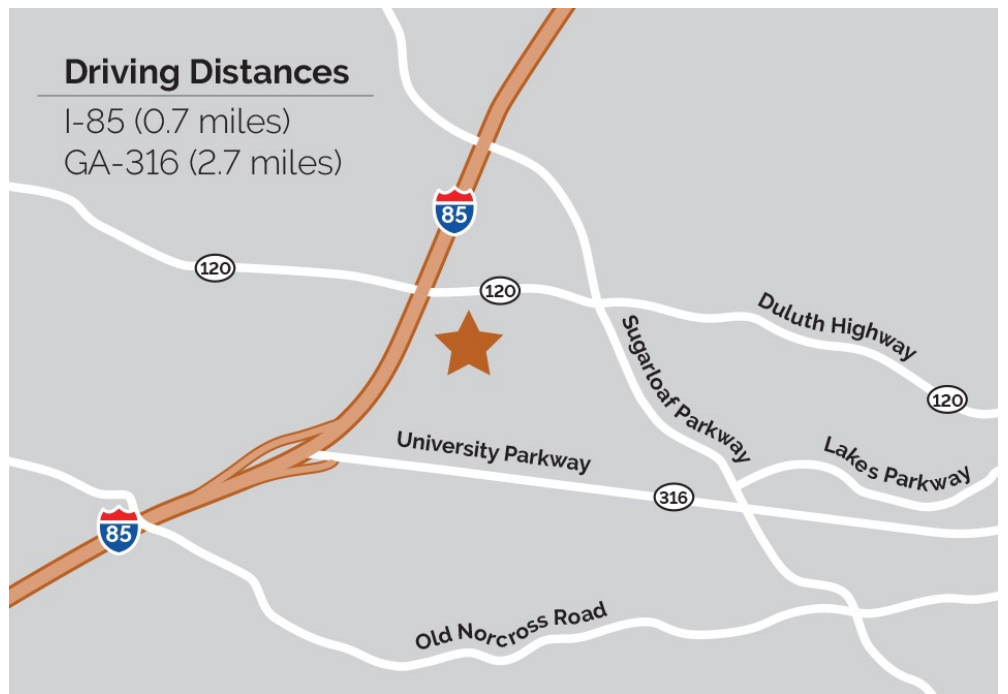 Driving Distances
I-85 (0.7 miles)
GA-316 (2.7 miles)
85
120
120
Duluth Highway
120
Sugarloaf Parkway
University Parkway
Lakes Parkway
316
85
Old Norcross Road